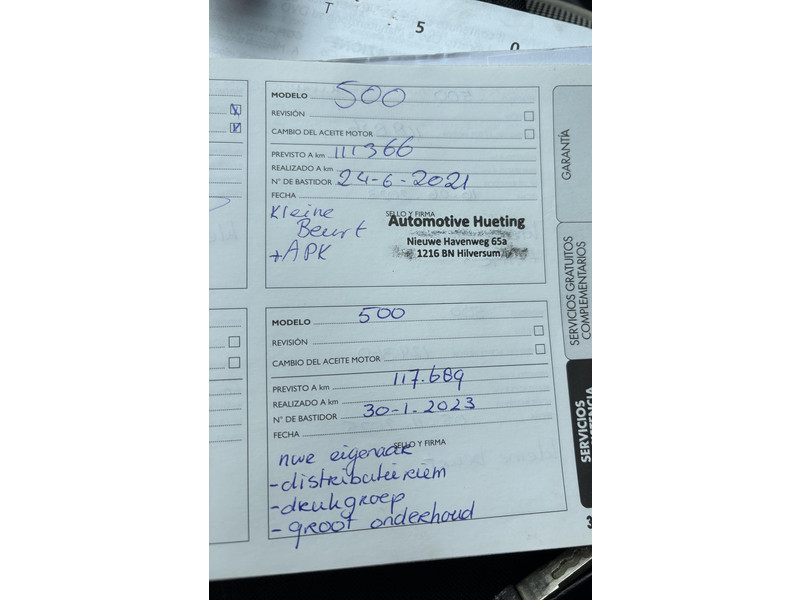 T
5
0
MODELO 500
REVISIÓN
CAMBIO DEL ACEITE MOTOR
PREVISTO A km 111366
REALIZADO A km
N° DE BASTIDOR 24-6-2021
FECHA
SELLO Y FIRMA
Kleine
Beurt
+ APK
Automotive Hueting
Nieuwe Havenweg 65a
1216 BN Hilversum
MODELO 500
REVISIÓN
CAMBIO DEL ACEITE MOTOR
PREVISTO A km 117.689
REALIZADO A km
N° DE BASTIDOR 30-1-2023
FECHA
SELLO Y FIRMA
nwe eigenaar
- distributieriem
- drukgroep
- groot onderhoud
GARANTÍA
SERVICIOS GRATUITOS
COMPLEMENTARIOS
SERVICIOS
3